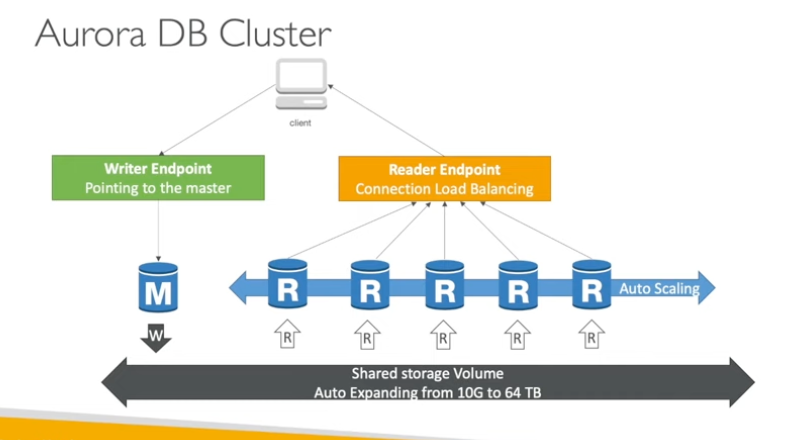 Aurora DB Cluster
client
Writer Endpoint
Pointing to the master
Reader Endpoint
Connection Load Balancing
M
R
R
R
R
R
Auto Scaling
W
R
R
R
R
R
Shared storage Volume
Auto Expanding from 10G to 64 TB